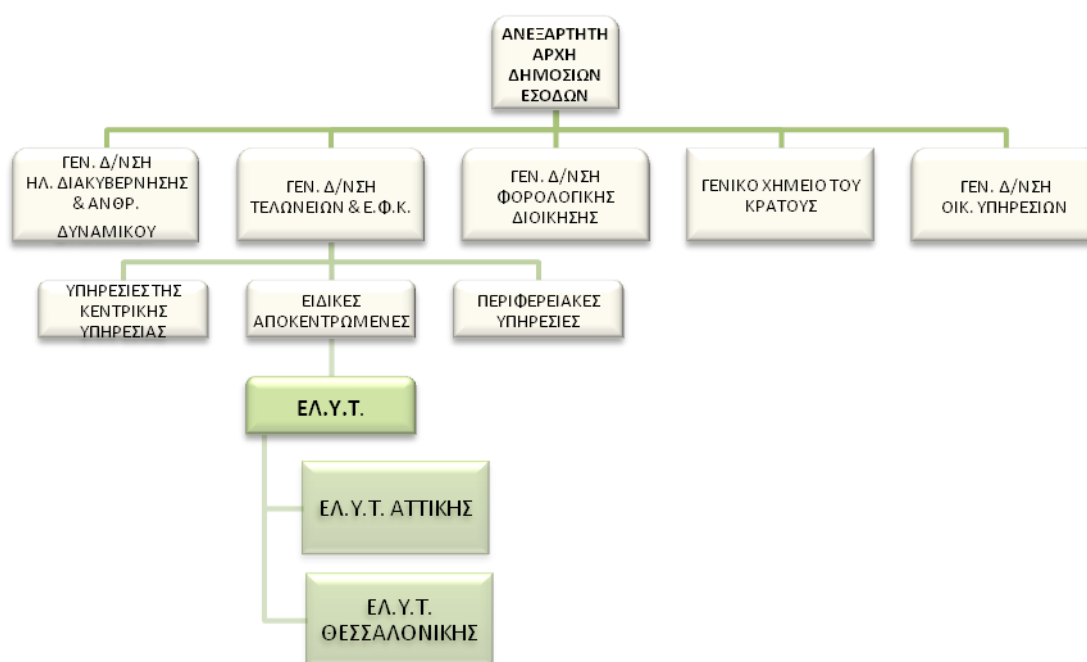 ΑΝΕΞΑΡΤΗΤΗ
ΑΡΧΗ
ΔΗΜΟΣΙΩΝ
ΕΣΟΔΩΝ
ΓΕΝ. Δ/ΝΣΗ
ΗΛ. ΔΙΑΚΥΒΕΡΝΗΣΗΣ
& ΑΝΘΡ.
ΔΥΝΑΜΙΚΟΥ
ΓΕΝ. Δ/ΝΣΗ
ΤΕΛΩΝΕΙΩΝ & Ε.Φ.Κ.
ΓΕΝ. Δ/ΝΣΗ
ΦΟΡΟΛΟΓΙΚΗΣ
ΔΙΟΙΚΗΣΗΣ
ΓΕΝΙΚΟ ΧΗΜΕΙΟ ΤΟΥ
ΚΡΑΤΟΥΣ
ΓΕΝ. Δ/ΝΣΗ
ΟΙΚ. ΥΠΗΡΕΣΙΩΝ
ΥΠΗΡΕΣΙΕΣ ΤΗΣ
ΚΕΝΤΡΙΚΗΣ
ΥΠΗΡΕΣΙΑΣ
ΕΙΔΙΚΕΣ
ΑΠΟΚΕΝΤΡΩΜΕΝΕΣ
ΠΕΡΙΦΕΡΕΙΑΚΕΣ
ΥΠΗΡΕΣΙΕΣ
ΕΛ.Υ.Τ.
ΕΛ.Υ.Τ. ΑΤΤΙΚΗΣ
ΕΛ.Υ.Τ.
ΘΕΣΣΑΛΟΝΙΚΗΣ